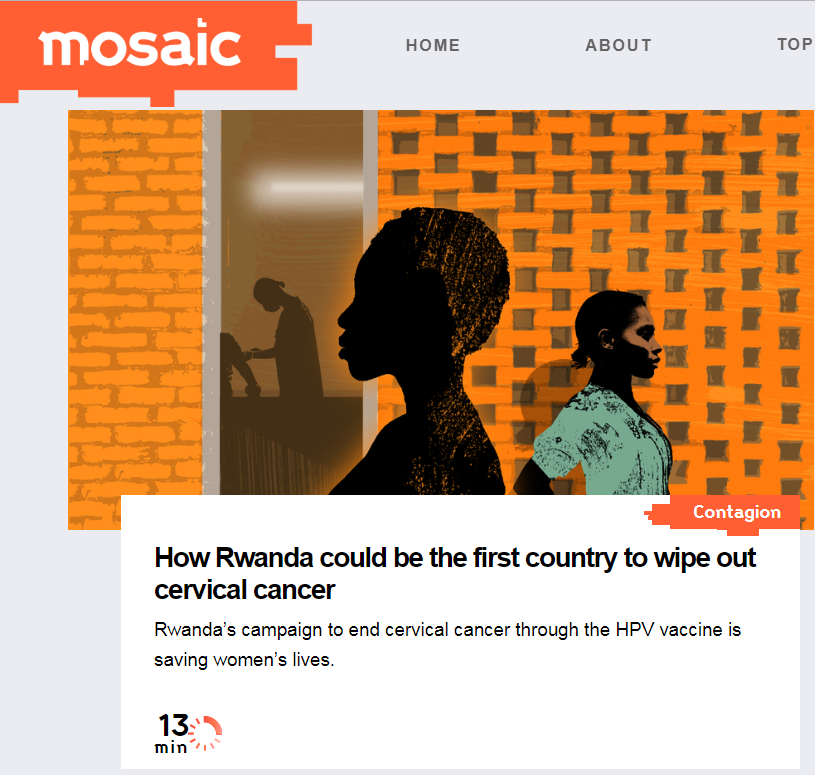 mosaic
HOME
ABOUT
TOP
Contagion
How Rwanda could be the first country to wipe out
cervical cancer
Rwanda’s campaign to end cervical cancer through the HPV vaccine is
saving women’s lives.
13
min